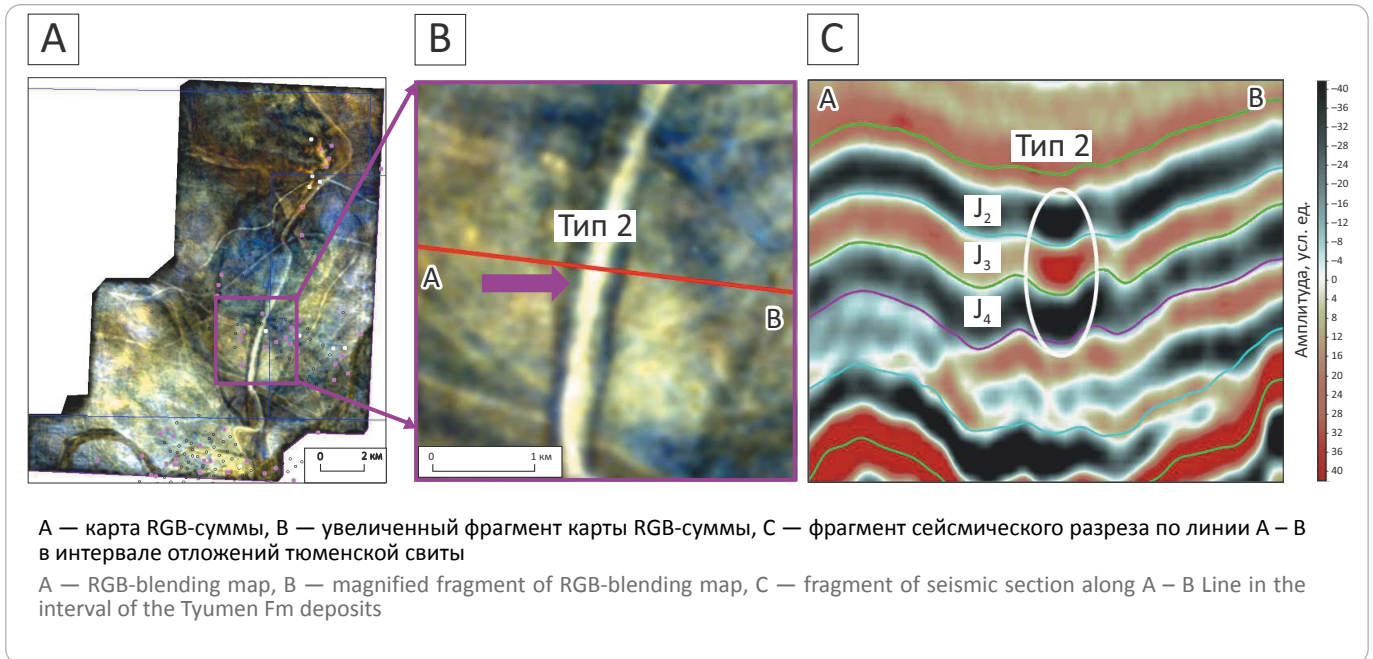 A
B
C
0 2 км
Тип 2
A
B
0 1 км
A
B
Тип 2
J₂
J₃
J₄
-40
-36
-32
-28
-24
-20
-16
-12
-8
-4
0
4
8
12
16
20
24
28
32
36
40
Амплитуда, усл. ед.
A — карта RGB-суммы, B — увеличенный фрагмент карты RGB-суммы, C — фрагмент сейсмического разреза по линии A – B
в интервале отложений тюменской свиты
A — RGB-blending map, B — magnified fragment of RGB-blending map, C — fragment of seismic section along A – B Line in the
interval of the Tyumen Fm deposits